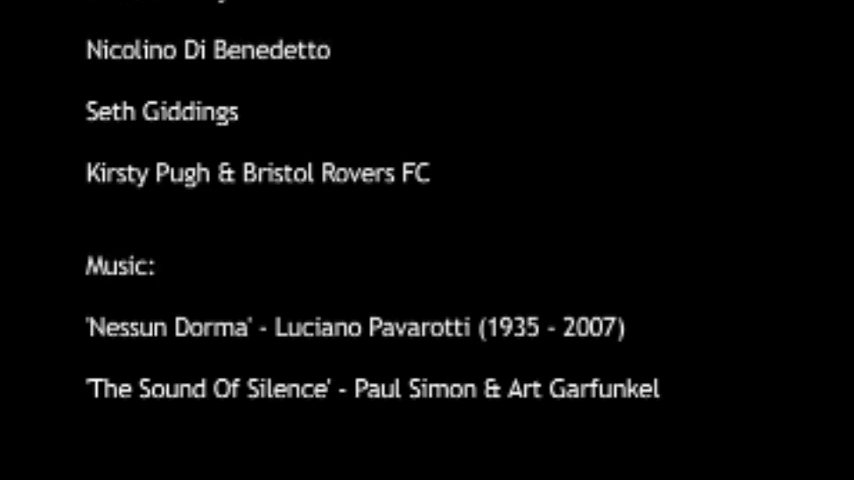 Nicolino Di Benedetto
Seth Giddings
Kirsty Pugh & Bristol Rovers FC
Music:
'Nessun Dorma' - Luciano Pavarotti (1935 - 2007)
'The Sound Of Silence' - Paul Simon & Art Garfunkel